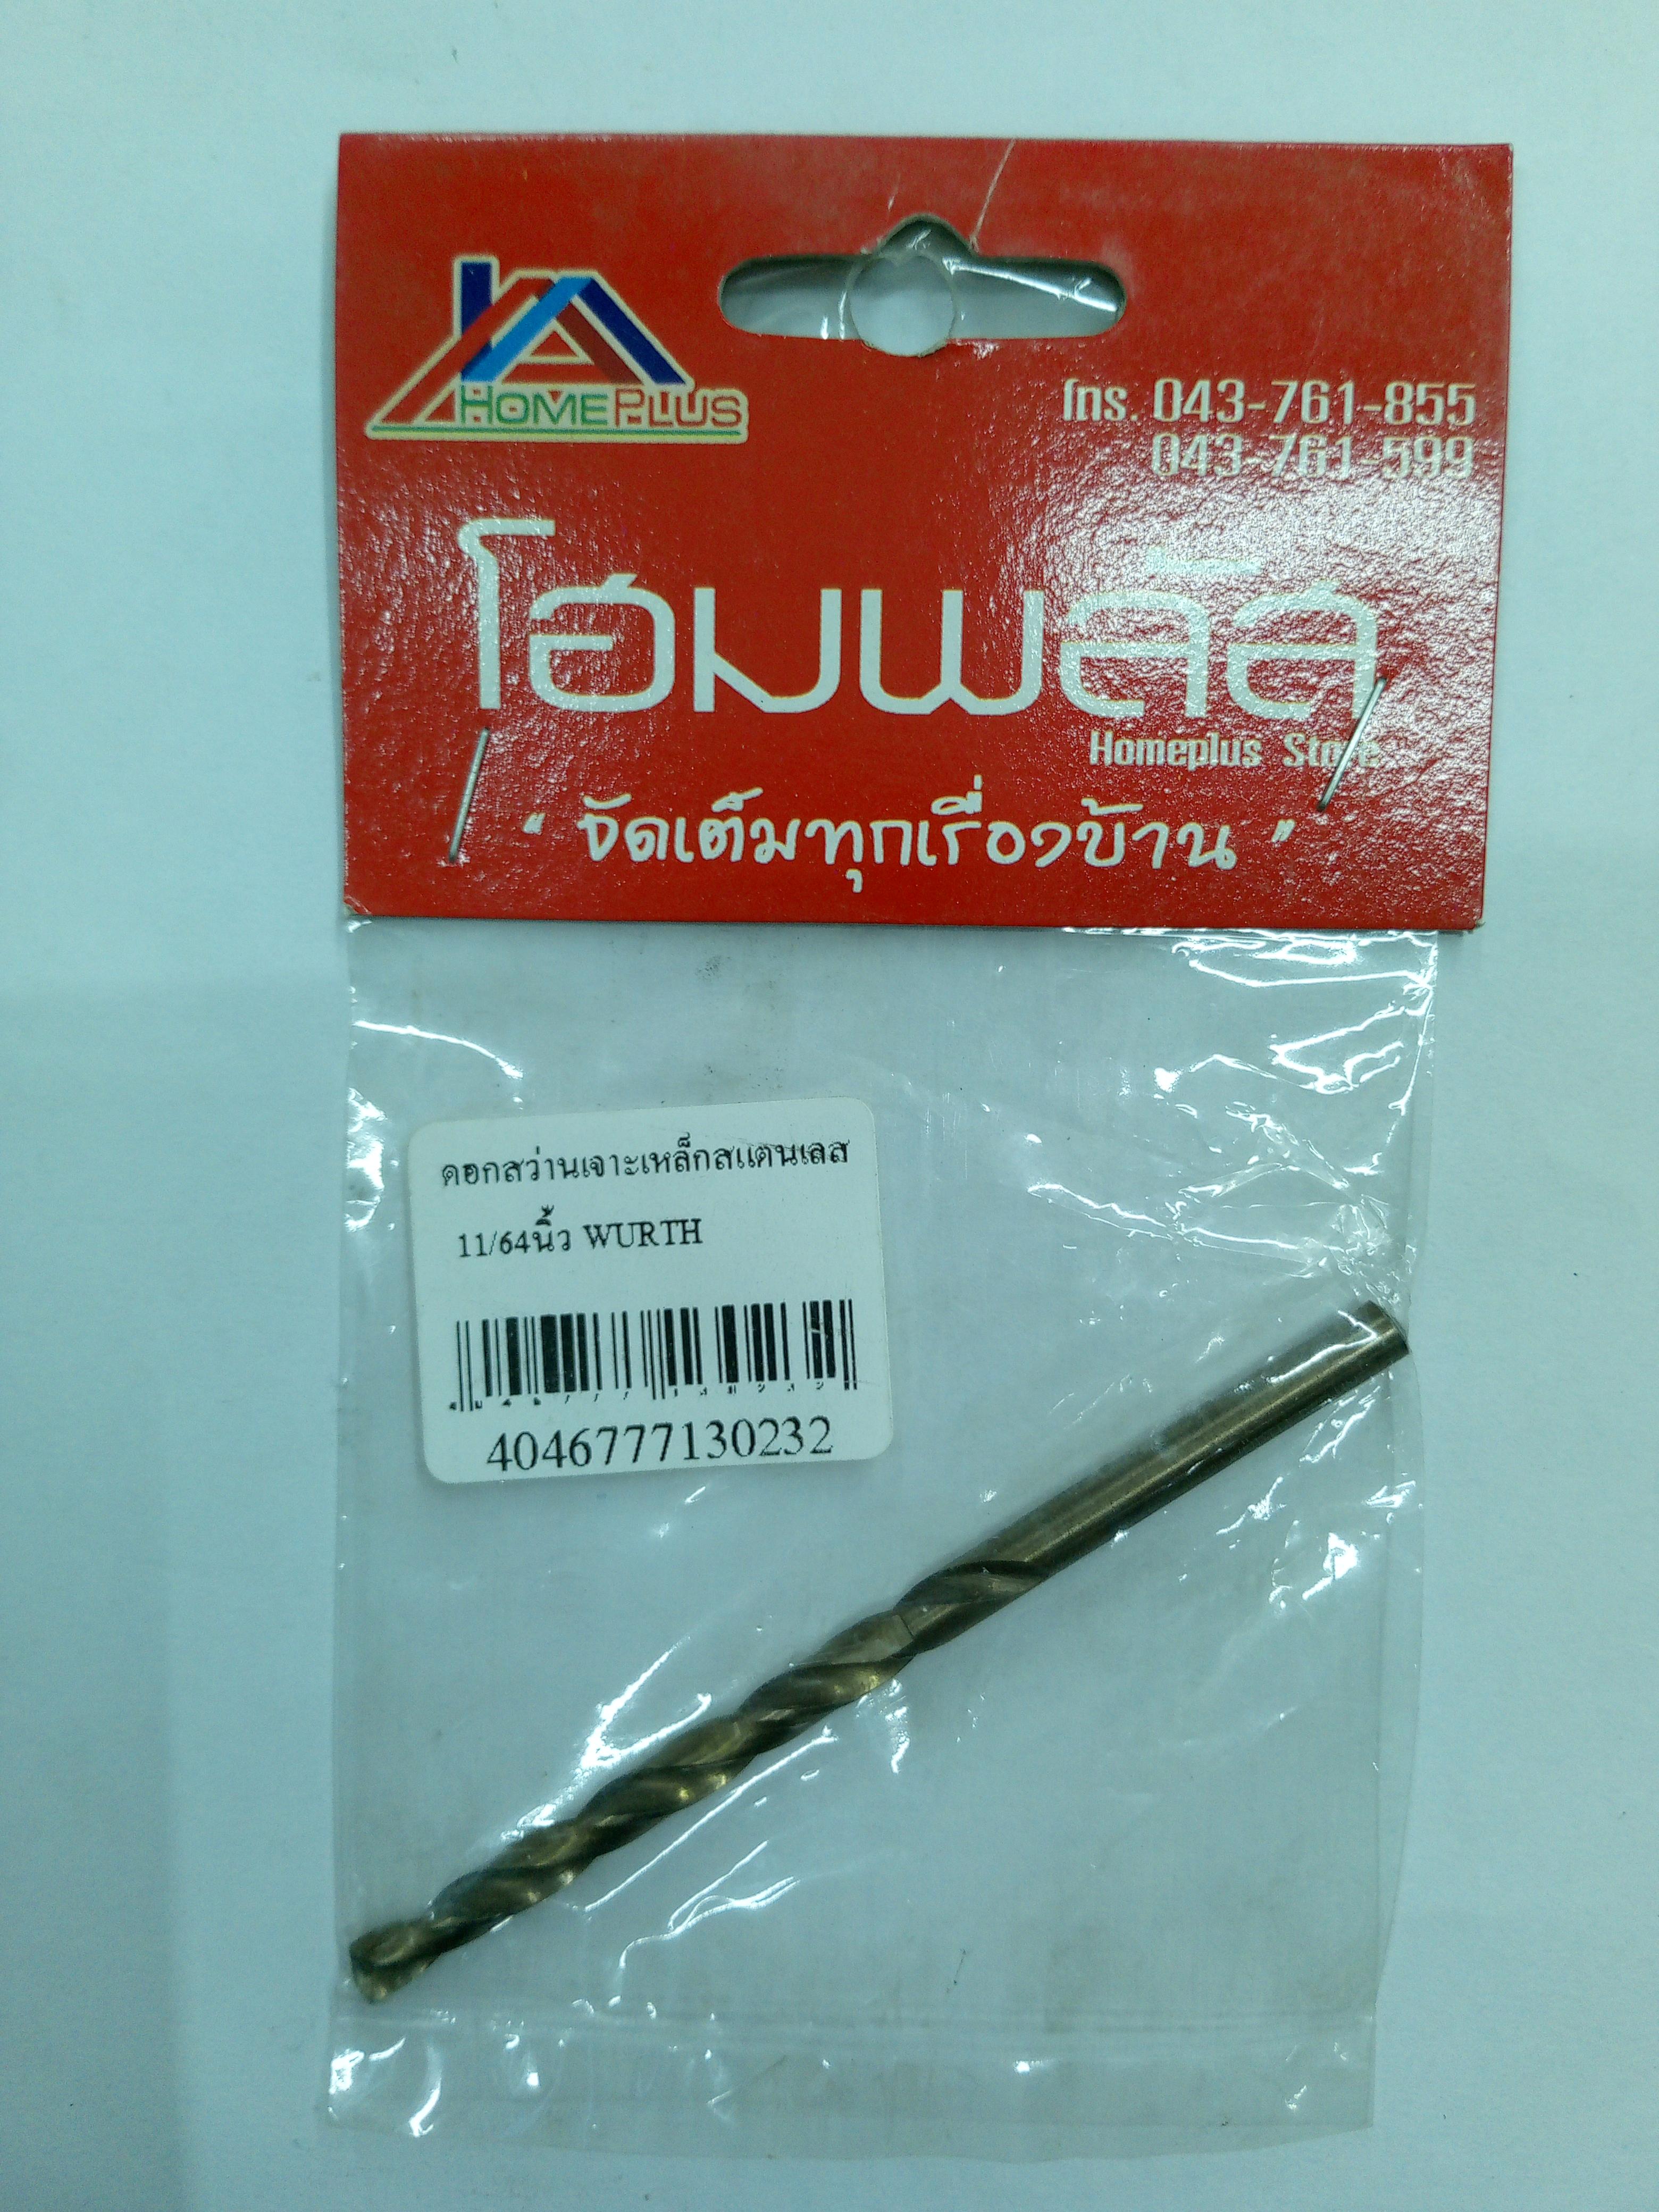 HOMEPLUS
โทร. 043-761-855
043-761-599
โฮมพลัส
Homeplus Store
" จัดเต็มทุกเรื่องบ้าน "
ดอกสว่านเจาะเหล็กสแตนเลส
11/64นิ้ว WURTH
4046777130232